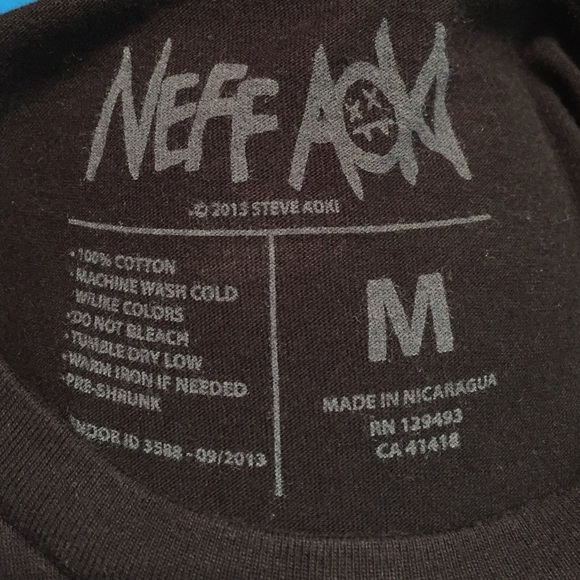 NEFF AOKI
© 2013 STEVE AOKI
• 100% COTTON
• MACHINE WASH COLD
W/LIKE COLORS
• DO NOT BLEACH
• TUMBLE DRY LOW
• WARM IRON IF NEEDED
• PRE-SHRUNK
ID 3588 - 09/2013
M
MADE IN NICARAGUA
RN 129493
CA 41418